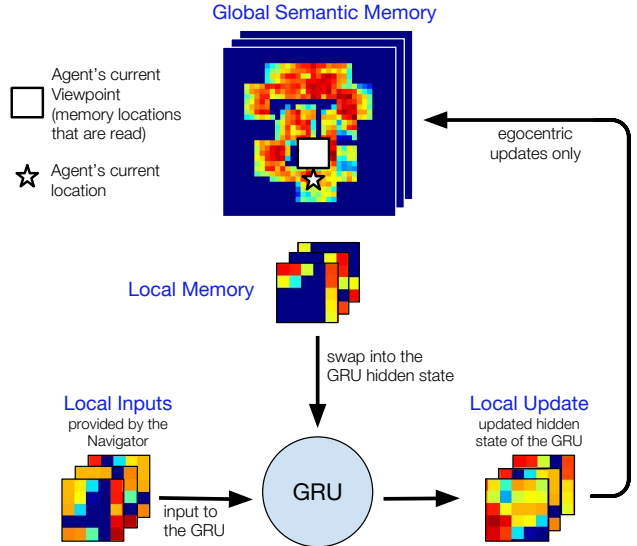 Global Semantic Memory
Agent's current
Viewpoint
(memory locations
that are read)
Agent's current
location
egocentric
updates only
Local Memory
swap into the
GRU hidden state
Local Inputs
provided by the
Navigator
Local Update
updated hidden
state of the GRU
GRU
input to
the GRU